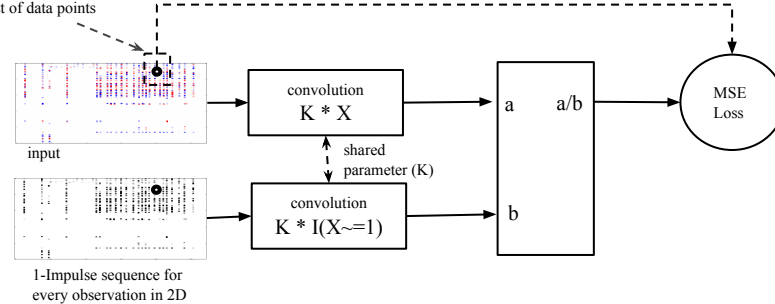 t of data points
input
convolution
K * X
shared
parameter (K)
convolution
K * I(X~=1)
a
a/b
b
MSE
Loss
1-Impulse sequence for
every observation in 2D